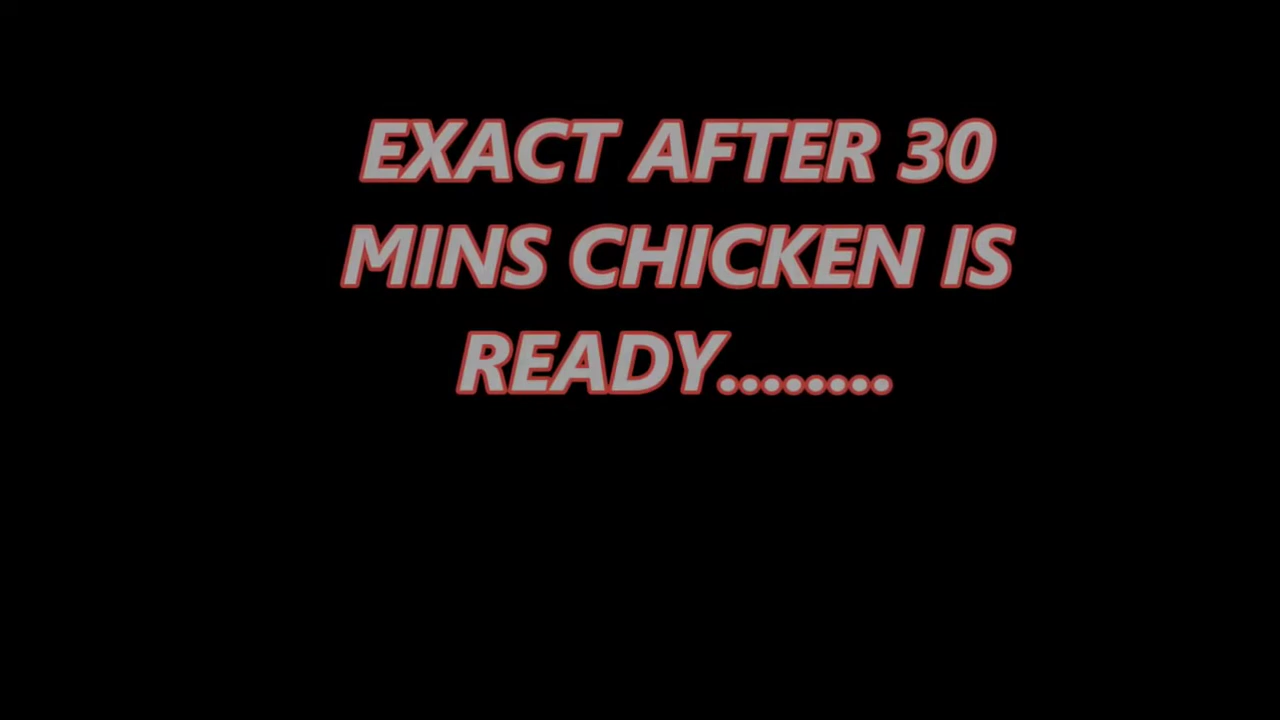 EXACT AFTER 30
MINS CHICKEN IS
READY........